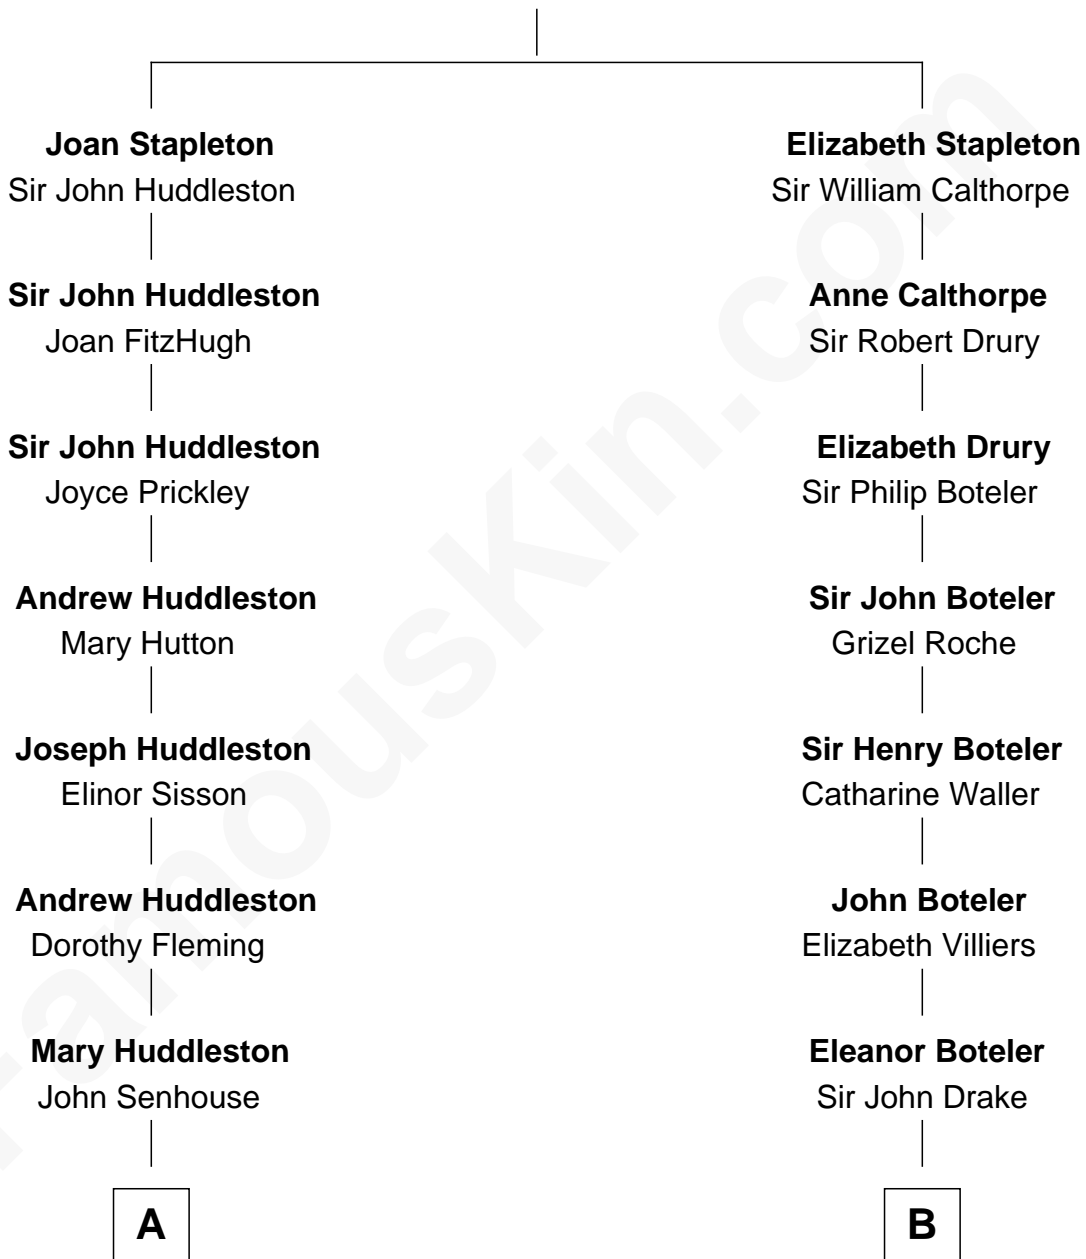 Joan Stapleton
Sir John Huddleston
Sir John Huddleston
Joan FitzHugh
Sir John Huddleston
Joyce Prickley
Andrew Huddleston
Mary Hutton
Joseph Huddleston
Elinor Sisson
Andrew Huddleston
Dorothy Fleming
Mary Huddleston
John Senhouse
A
Elizabeth Stapleton
Sir William Calthorpe
Anne Calthorpe
Sir Robert Drury
Elizabeth Drury
Sir Philip Boteler
Sir John Boteler
Grizel Roche
Sir Henry Boteler
Catharine Waller
John Boteler
Elizabeth Villiers
Eleanor Boteler
Sir John Drake
B
FamousKin.com